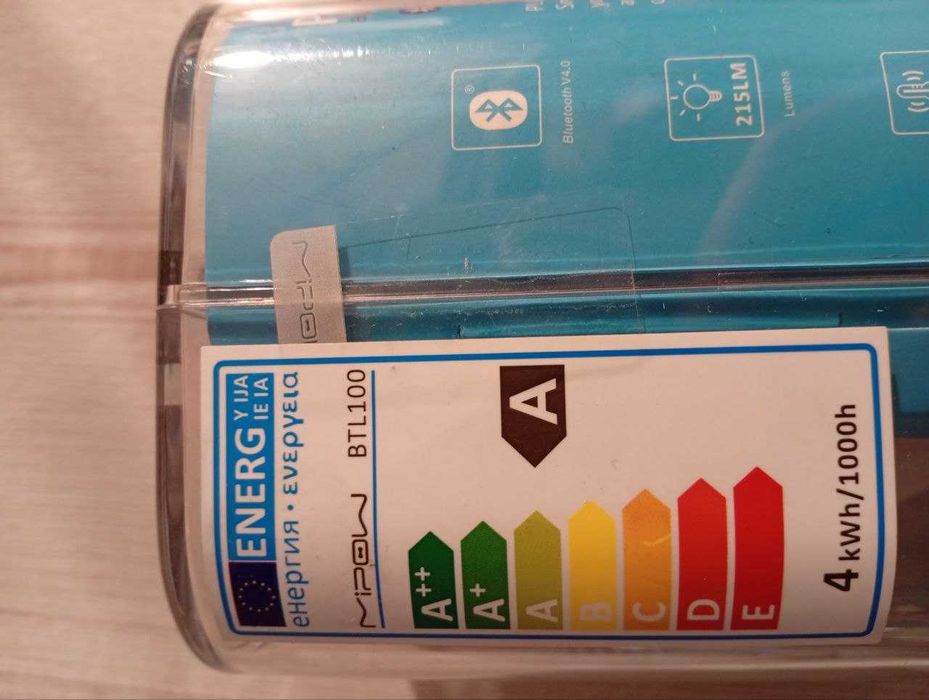 Bluetooth V4.0
215LM
Lumens
MIPOW
ENERG Y IJA
IE IA
енергия · ενεργεια
MIPOW BTL100
A++
A+
A
B
C
D
E
A
4 kWh/1000h